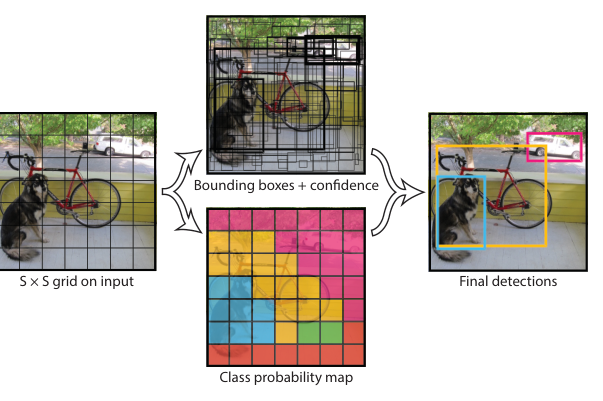 Bounding boxes + confidence
S × S grid on input
Final detections
Class probability map